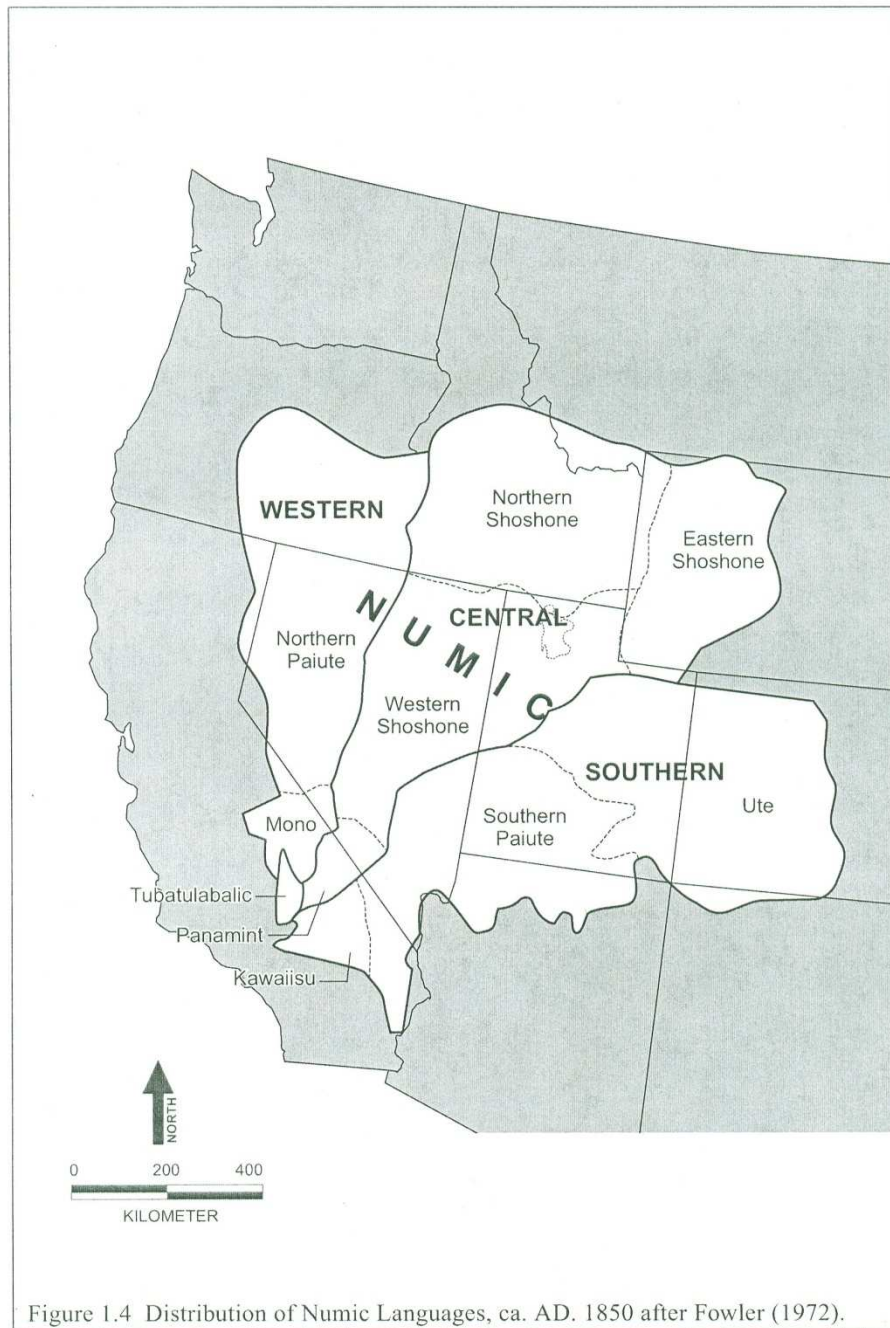 WESTERN
Northern
Shoshone
Eastern
Shoshone
NUMIC
CENTRAL
Northern
Paiute
Western
Shoshone
SOUTHERN
Ute
Southern
Paiute
Mono
Tubatulabalic
Panamint
Kawaiisu
NORTH
0 200 400
KILOMETER
Figure 1.4 Distribution of Numic Languages, ca. AD. 1850 after Fowler (1972).